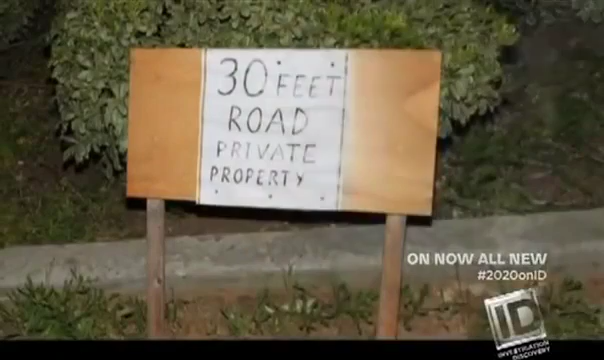 30 FEET
ROAD
PRIVATE
PROPERTY
ON NOW ALL NEW
#2020onID
ID
INVESTIGATION
DISCOVERY